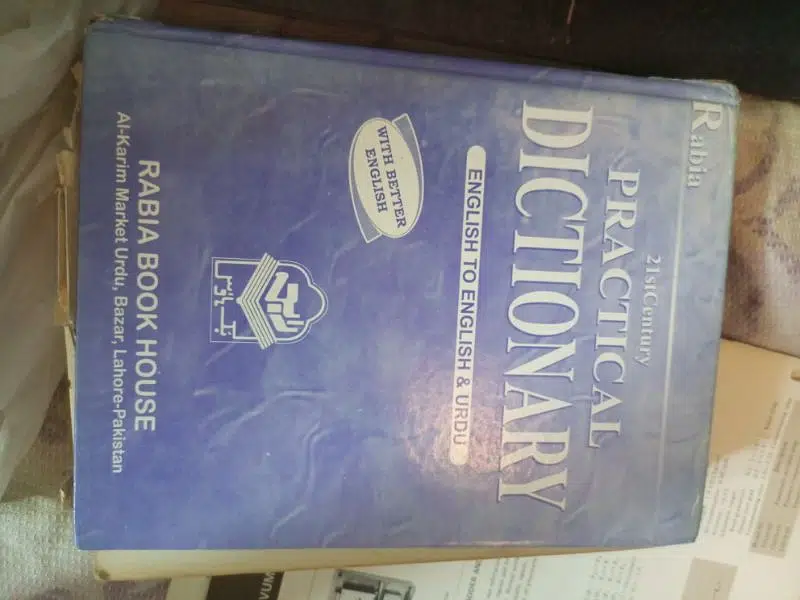 Rabia
21stCentury
PRACTICAL
DICTIONARY
ENGLISH TO ENGLISH & URDU
WITH BETTER
ENGLISH
RABIA BOOK HOUSE
Al-Karim Market Urdu, Bazar, Lahore-Pakistan